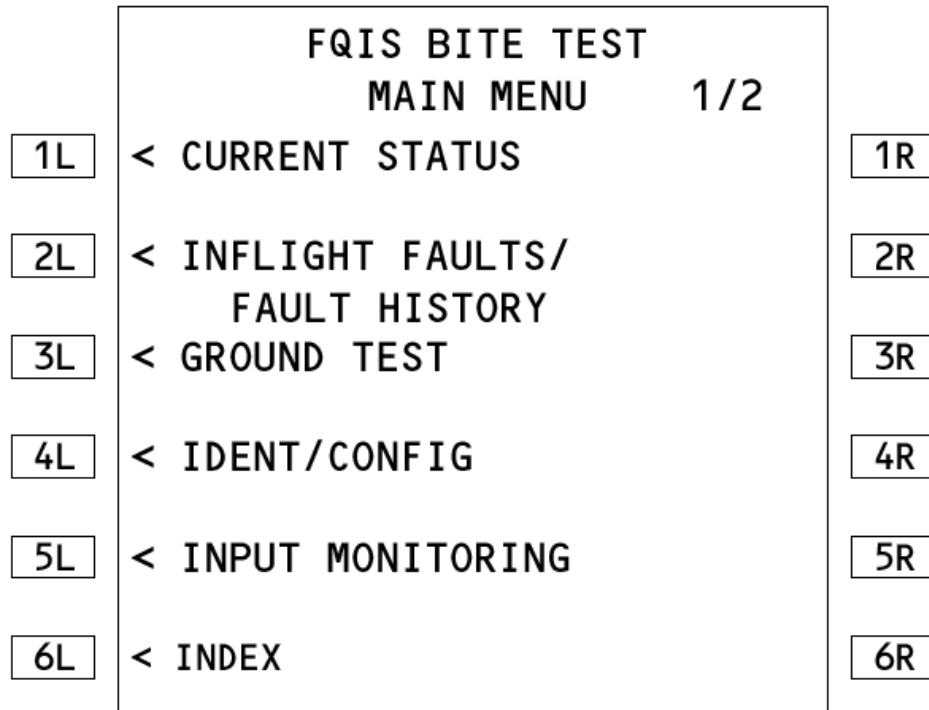 FQIS BITE TEST
MAIN MENU 1/2
1L < CURRENT STATUS 1R
2L < INFLIGHT FAULTS/ 2R
FAULT HISTORY
3L < GROUND TEST 3R
4L < IDENT/CONFIG 4R
5L < INPUT MONITORING 5R
6L < INDEX 6R